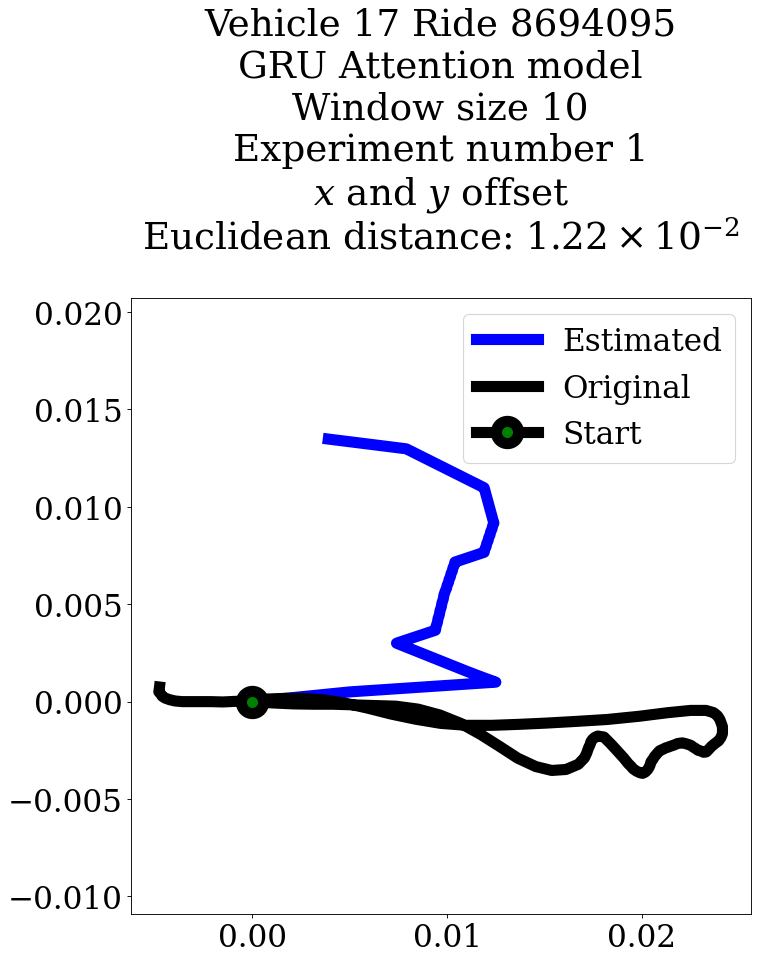 Vehicle 17 Ride 8694095
GRU Attention model
Window size 10
Experiment number 1
x and y offset
Euclidean distance: 1.22 × 10⁻²
0.020
0.015
0.010
0.005
0.000
−0.005
−0.010
Estimated
Original
Start
0.00 0.01 0.02